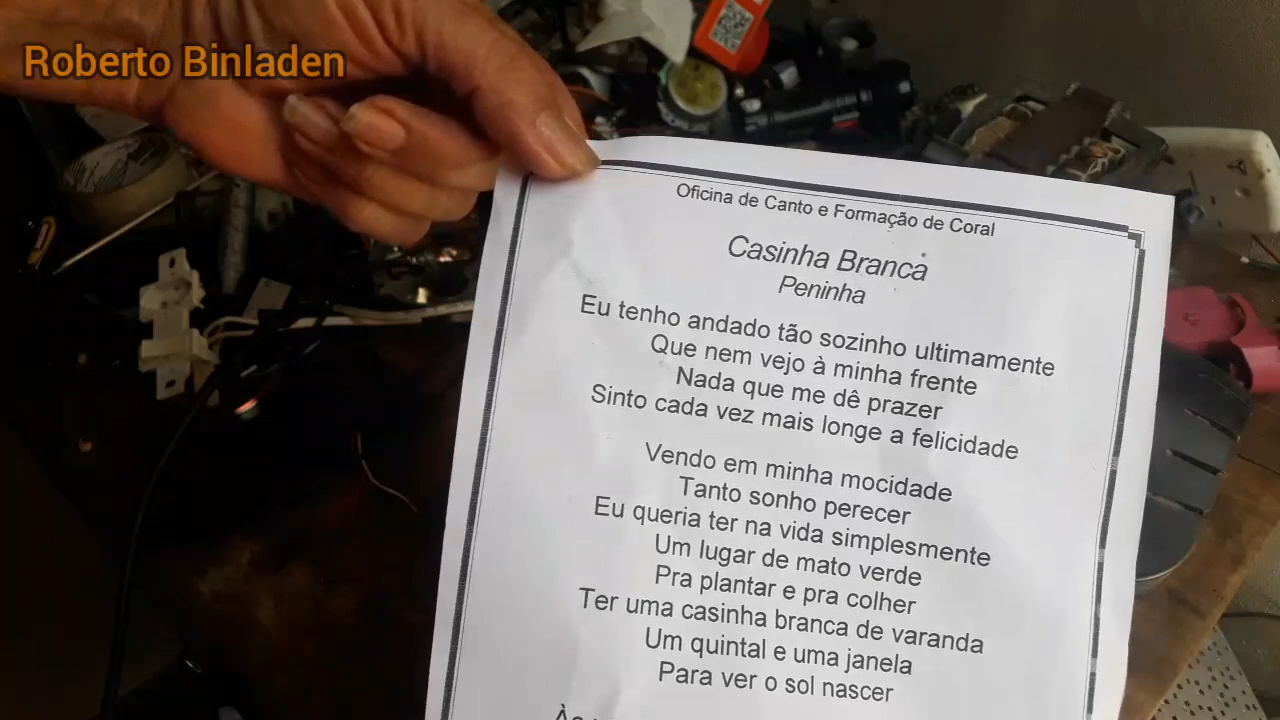 Roberto Binladen
Oficina de Canto e Formação de Coral
Casinha Branca
Peninha
Eu tenho andado tão sozinho ultimamente
Que nem vejo à minha frente
Nada que me dê prazer
Sinto cada vez mais longe a felicidade
Vendo em minha mocidade
Tanto sonho perecer
Eu queria ter na vida simplesmente
Um lugar de mato verde
Pra plantar e pra colher
Ter uma casinha branca de varanda
Um quintal e uma janela
Para ver o sol nascer